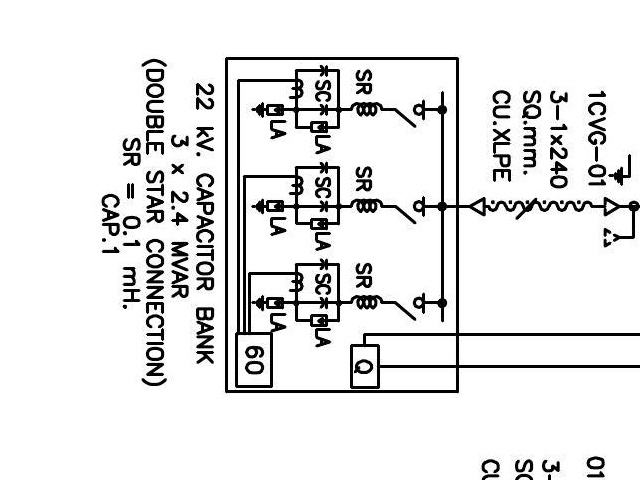 1CVG-01
3-1x240
SQ.mm.
CU.XLPE
SR
SC
LA
LA
SR
SC
LA
LA
SR
SC
LA
LA
Q
60
22 kV. CAPACITOR BANK
3 x 2.4 MVAR
(DOUBLE STAR CONNECTION)
SR = 0.1 mH.
CAP.1
01
3-
CU